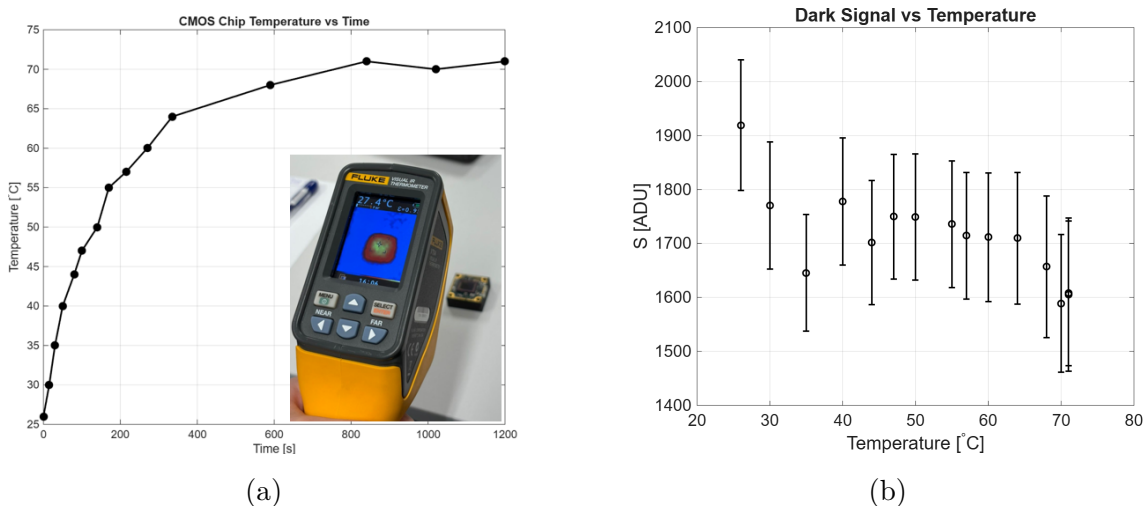 CMOS Chip Temperature vs Time
75
70
65
60
55
50
45
40
35
30
25
Temperature [°C]
0
200
400
600
800
1000
1200
Time [s]
FLUKE
VISUAL IR
THERMOMETER
27.4°C
MENU
SELECT
NEAR
FAR
(a)
Dark Signal vs Temperature
2100
2000
1900
1800
1700
1600
1500
1400
S [ADU]
20
30
40
50
60
70
80
Temperature [°C]
(b)